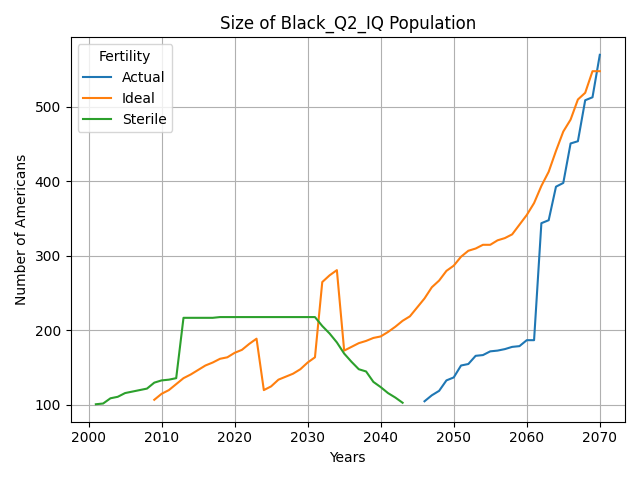 Size of Black_Q2_IQ Population
Fertility
Actual
Ideal
Sterile
Number of Americans
500
400
300
200
100
2000 2010 2020 2030 2040 2050 2060 2070
Years